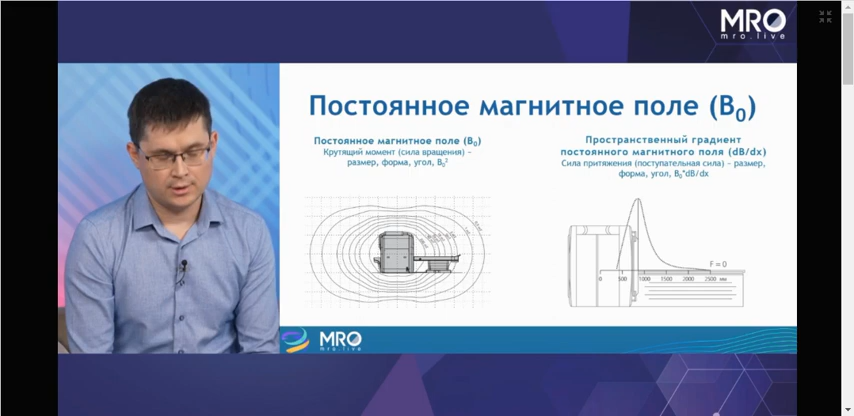 MRO
mro.live
Постоянное магнитное поле (B₀)
Постоянное магнитное поле (B₀)
Крутящий момент (сила вращения) –
размер, форма, угол, B₀²
Пространственный градиент
постоянного магнитного поля (dB/dx)
Сила притяжения (поступательная сила) – размер,
форма, угол, B₀*dB/dx
F = 0
0 500 1000 1500 2000 2500 мм
MRO
mro.live